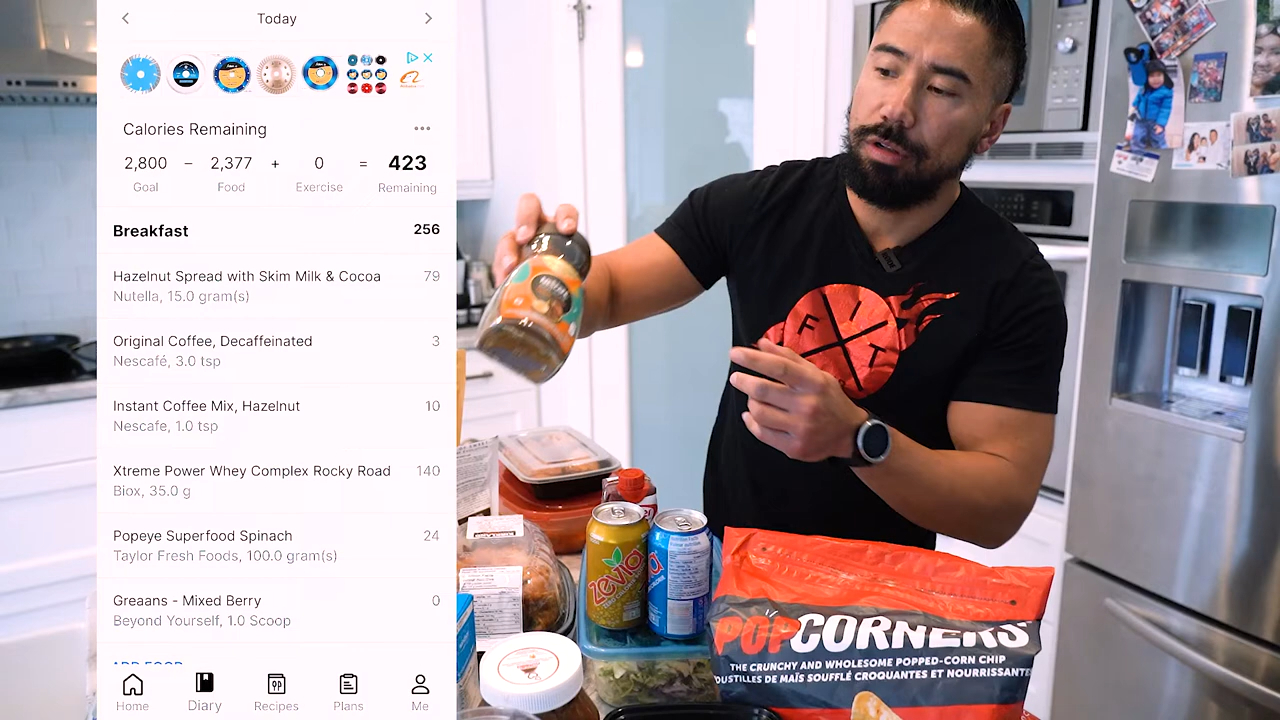 Today
Calories Remaining
2,800 – 2,377 + 0 = 423
Goal Food Exercise Remaining
Breakfast 256
Hazelnut Spread with Skim Milk & Cocoa 79
Nutella, 15.0 gram(s)
Original Coffee, Decaffeinated 3
Nescafé, 3.0 tsp
Instant Coffee Mix, Hazelnut 10
Nescafe, 1.0 tsp
Xtreme Power Whey Complex Rocky Road 140
Biox, 35.0 g
Popeye Superfood Spinach 24
Taylor Fresh Foods, 100.0 gram(s)
Greaans - Mixed Berry 0
Beyond Yourself, 1.0 Scoop
ADD FOOD
Home Diary Recipes Plans Me
F I X T
zevia
POPCORNERS
THE CRUNCHY AND WHOLESOME POPPED-CORN CHIP
OUSTILLES DE MAÏS SOUFFLÉ CROQUANTES ET NOURRISSANTE